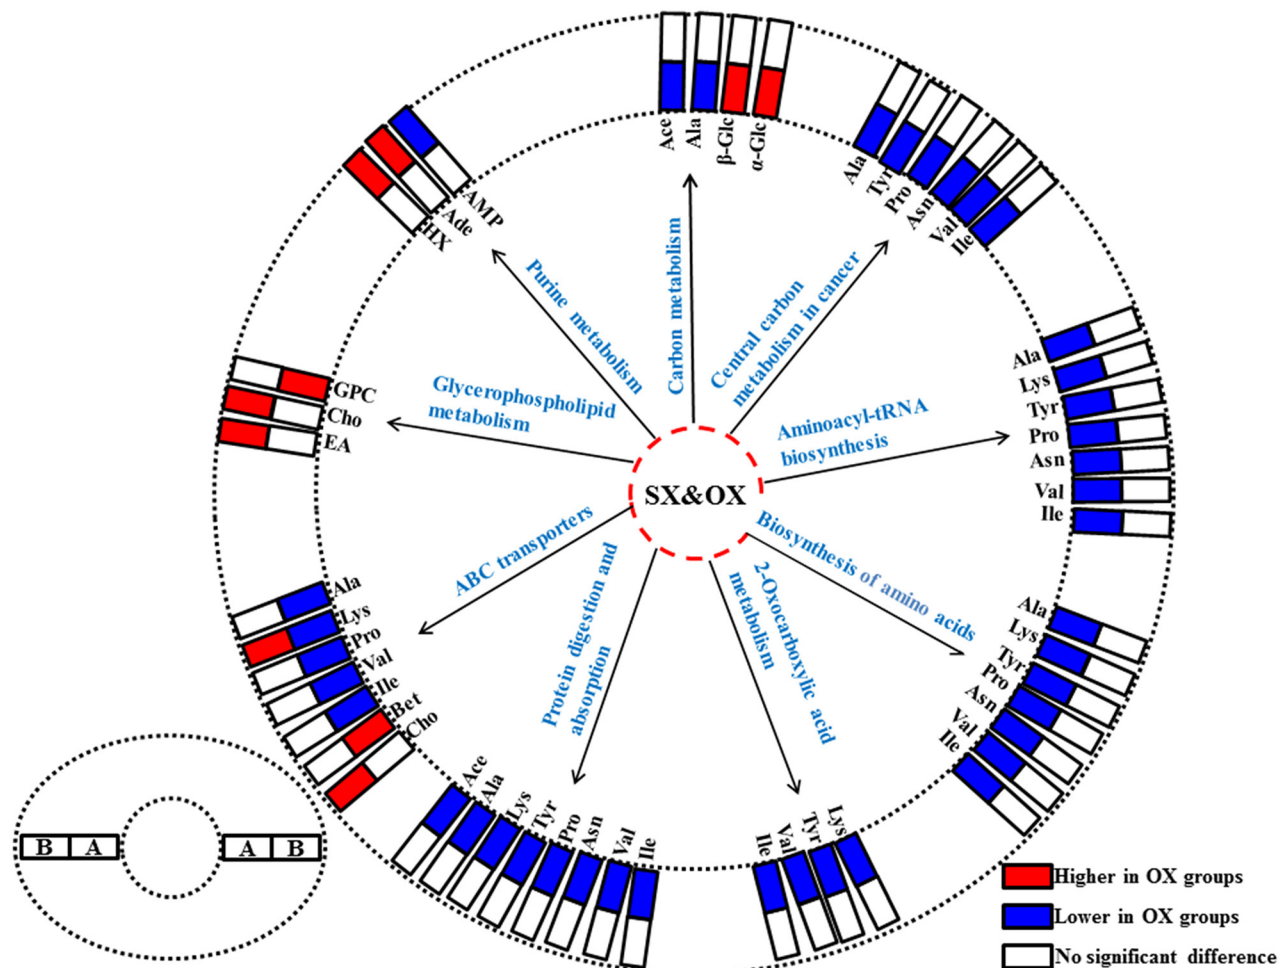 Ace
Ala
β-Glc
α-Glc
Ala
Tyr
Pro
Asn
Val
Ile
AMP
Ade
HX
Carbon metabolism
Purine metabolism
Central carbon
metabolism in cancer
Ala
Lys
Tyr
Pro
Asn
Val
Ile
GPC
Cho
EA
Glycerophospholipid
metabolism
Aminoacyl-tRNA
biosynthesis
SX&OX
ABC transporters
Biosynthesis of amino acids
Protein digestion and
absorption
2-Oxocarboxylic acid
metabolism
Ala
Lys
Tyr
Pro
Asn
Val
Ile
Ala
Lys
Pro
Val
Ile
Bet
Cho
Ace
Ala
Lys
Tyr
Pro
Asn
Val
Ile
Ile
Val
Tyr
Lys
B A
A B
Higher in OX groups
Lower in OX groups
No significant difference